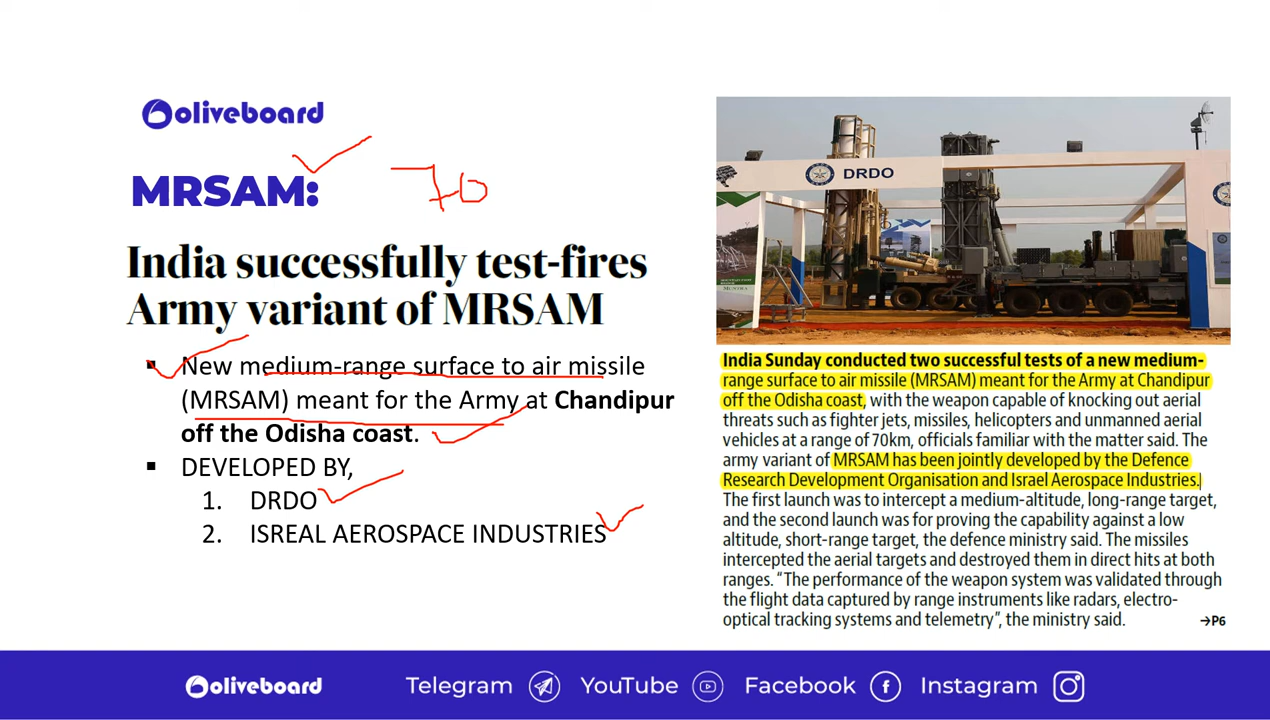 oliveboard
MRSAM:
70
India successfully test-fires
Army variant of MRSAM
▪ New medium-range surface to air missile
(MRSAM) meant for the Army at Chandipur
off the Odisha coast.
▪ DEVELOPED BY,
1. DRDO
2. ISREAL AEROSPACE INDUSTRIES
DRDO
India Sunday conducted two successful tests of a new medium-
range surface to air missile (MRSAM) meant for the Army at Chandipur
off the Odisha coast, with the weapon capable of knocking out aerial
threats such as fighter jets, missiles, helicopters and unmanned aerial
vehicles at a range of 70km, officials familiar with the matter said. The
army variant of MRSAM has been jointly developed by the Defence
Research Development Organisation and Israel Aerospace Industries.
The first launch was to intercept a medium-altitude, long-range target,
and the second launch was for proving the capability against a low
altitude, short-range target, the defence ministry said. The missiles
intercepted the aerial targets and destroyed them in direct hits at both
ranges. “The performance of the weapon system was validated through
the flight data captured by range instruments like radars, electro-
optical tracking systems and telemetry”, the ministry said. →P6
oliveboard Telegram YouTube Facebook Instagram